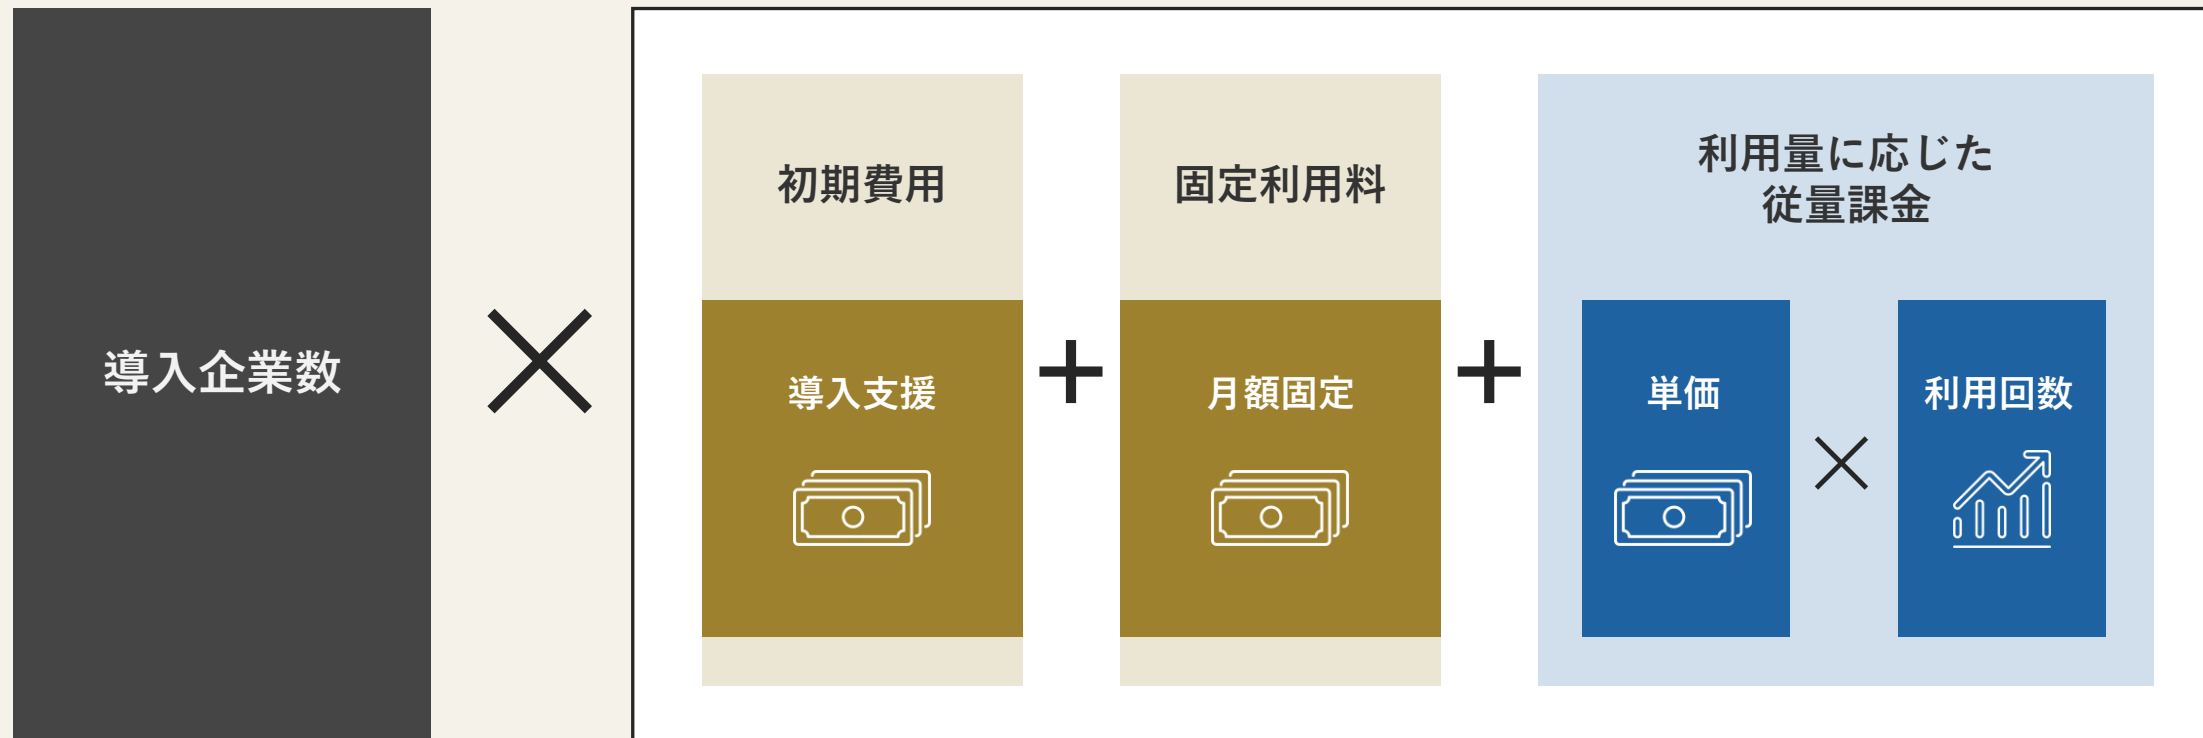 導入企業数
初期費用
導入支援
固定利用料
月額固定
利用量に応じた
従量課金
単価
利用回数